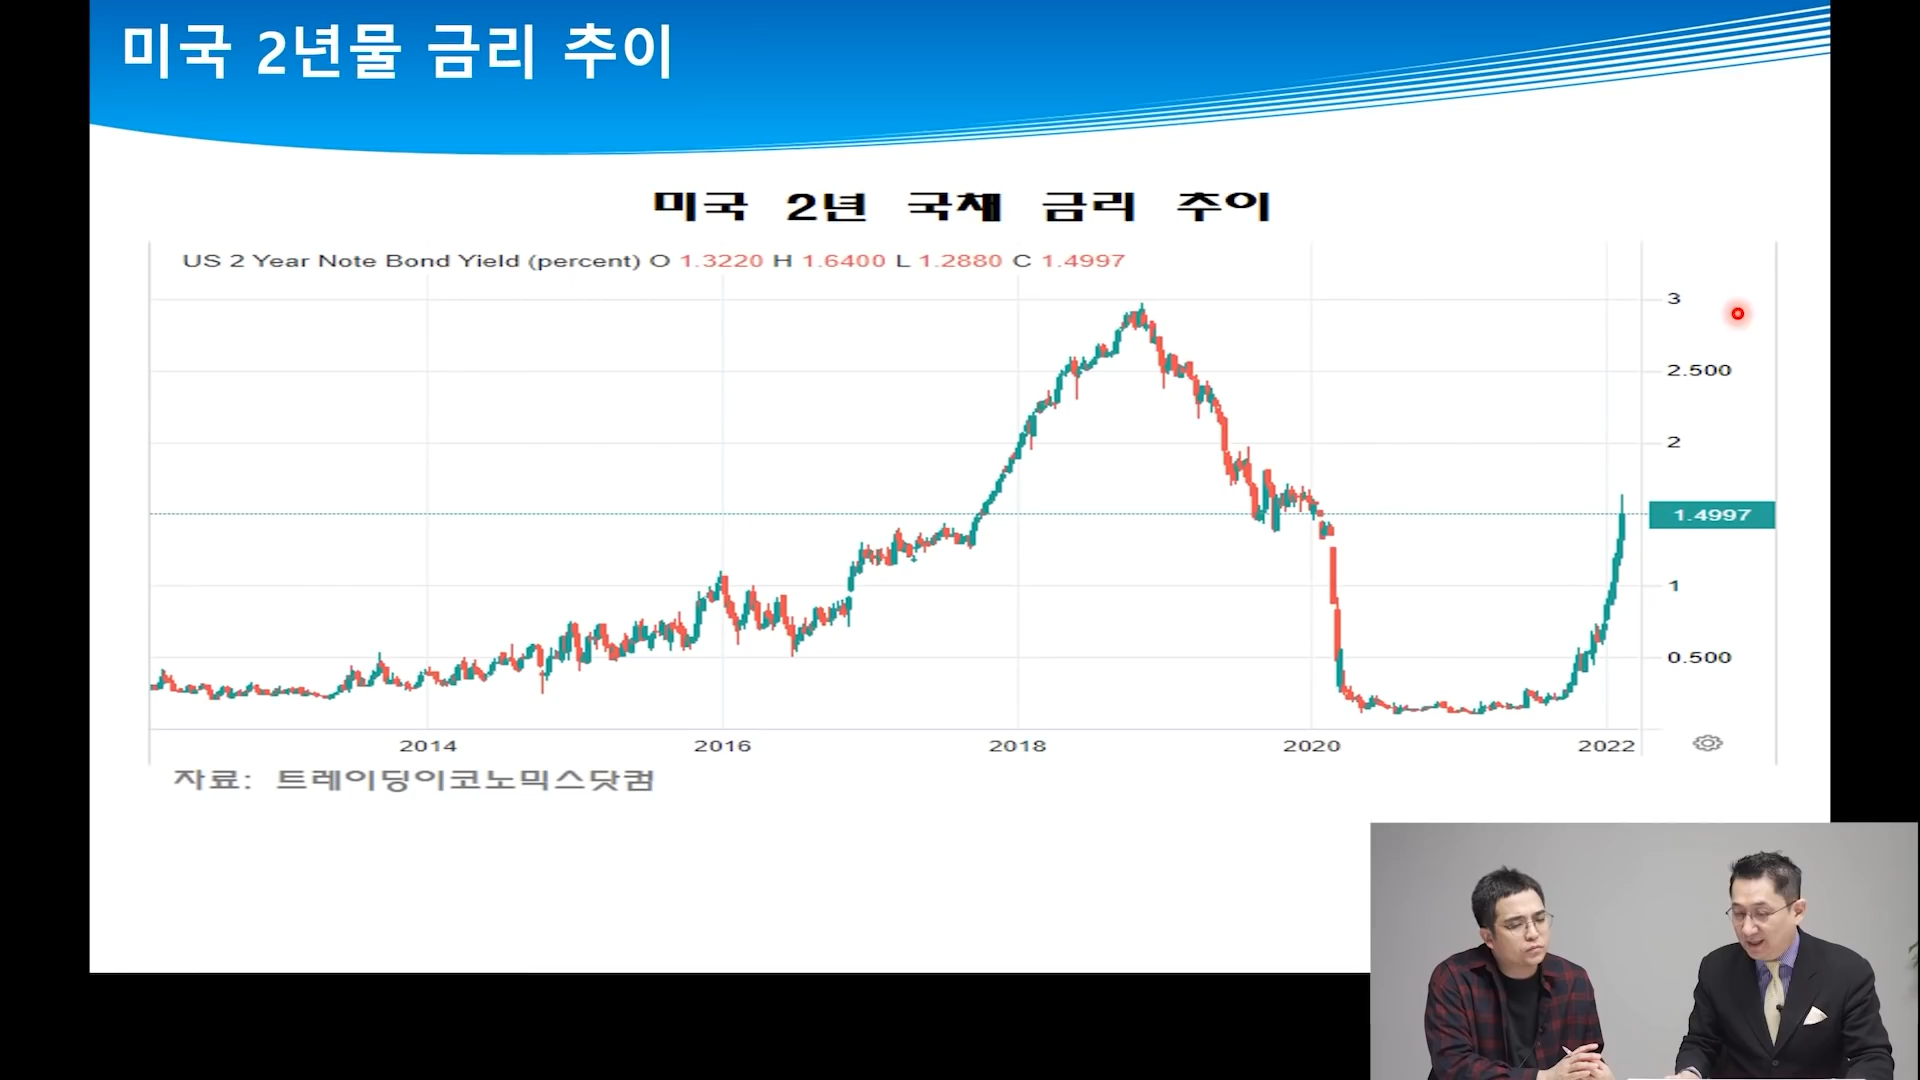 미국 2년물 금리 추이
미국 2년 국채 금리 추이
US 2 Year Note Bond Yield (percent) O 1.3220 H 1.6400 L 1.2880 C 1.4997
3
2.500
2
1.4997
1
0.500
2014 2016 2018 2020 2022
자료: 트레이딩이코노믹스닷컴